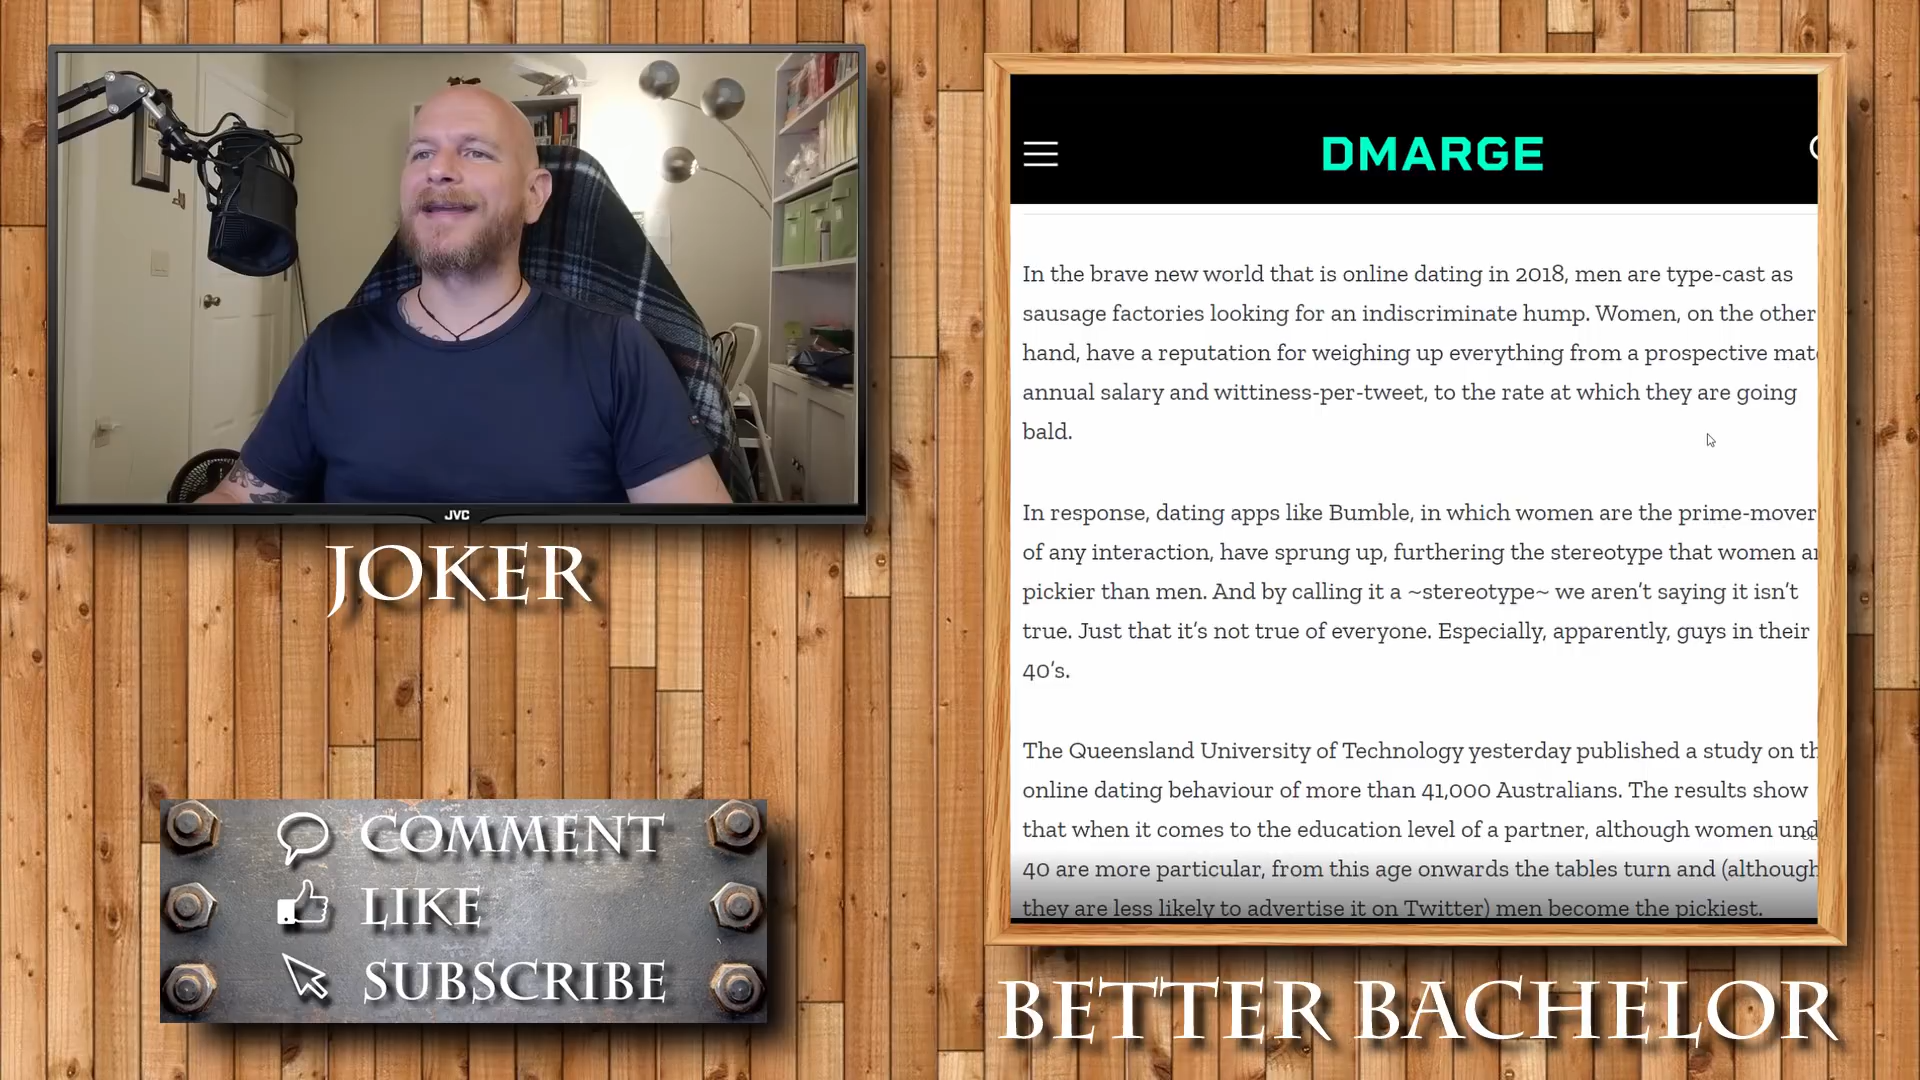 JVC
JOKER
COMMENT
LIKE
SUBSCRIBE
DMARGE
In the brave new world that is online dating in 2018, men are type-cast as
sausage factories looking for an indiscriminate hump. Women, on the other
hand, have a reputation for weighing up everything from a prospective mat
annual salary and wittiness-per-tweet, to the rate at which they are going
bald.
In response, dating apps like Bumble, in which women are the prime-mover
of any interaction, have sprung up, furthering the stereotype that women ar
pickier than men. And by calling it a ~stereotype~ we aren't saying it isn't
true. Just that it's not true of everyone. Especially, apparently, guys in their
40's.
The Queensland University of Technology yesterday published a study on th
online dating behaviour of more than 41,000 Australians. The results show
that when it comes to the education level of a partner, although women und
40 are more particular, from this age onwards the tables turn and (although
they are less likely to advertise it on Twitter) men become the pickiest.
BETTER BACHELOR